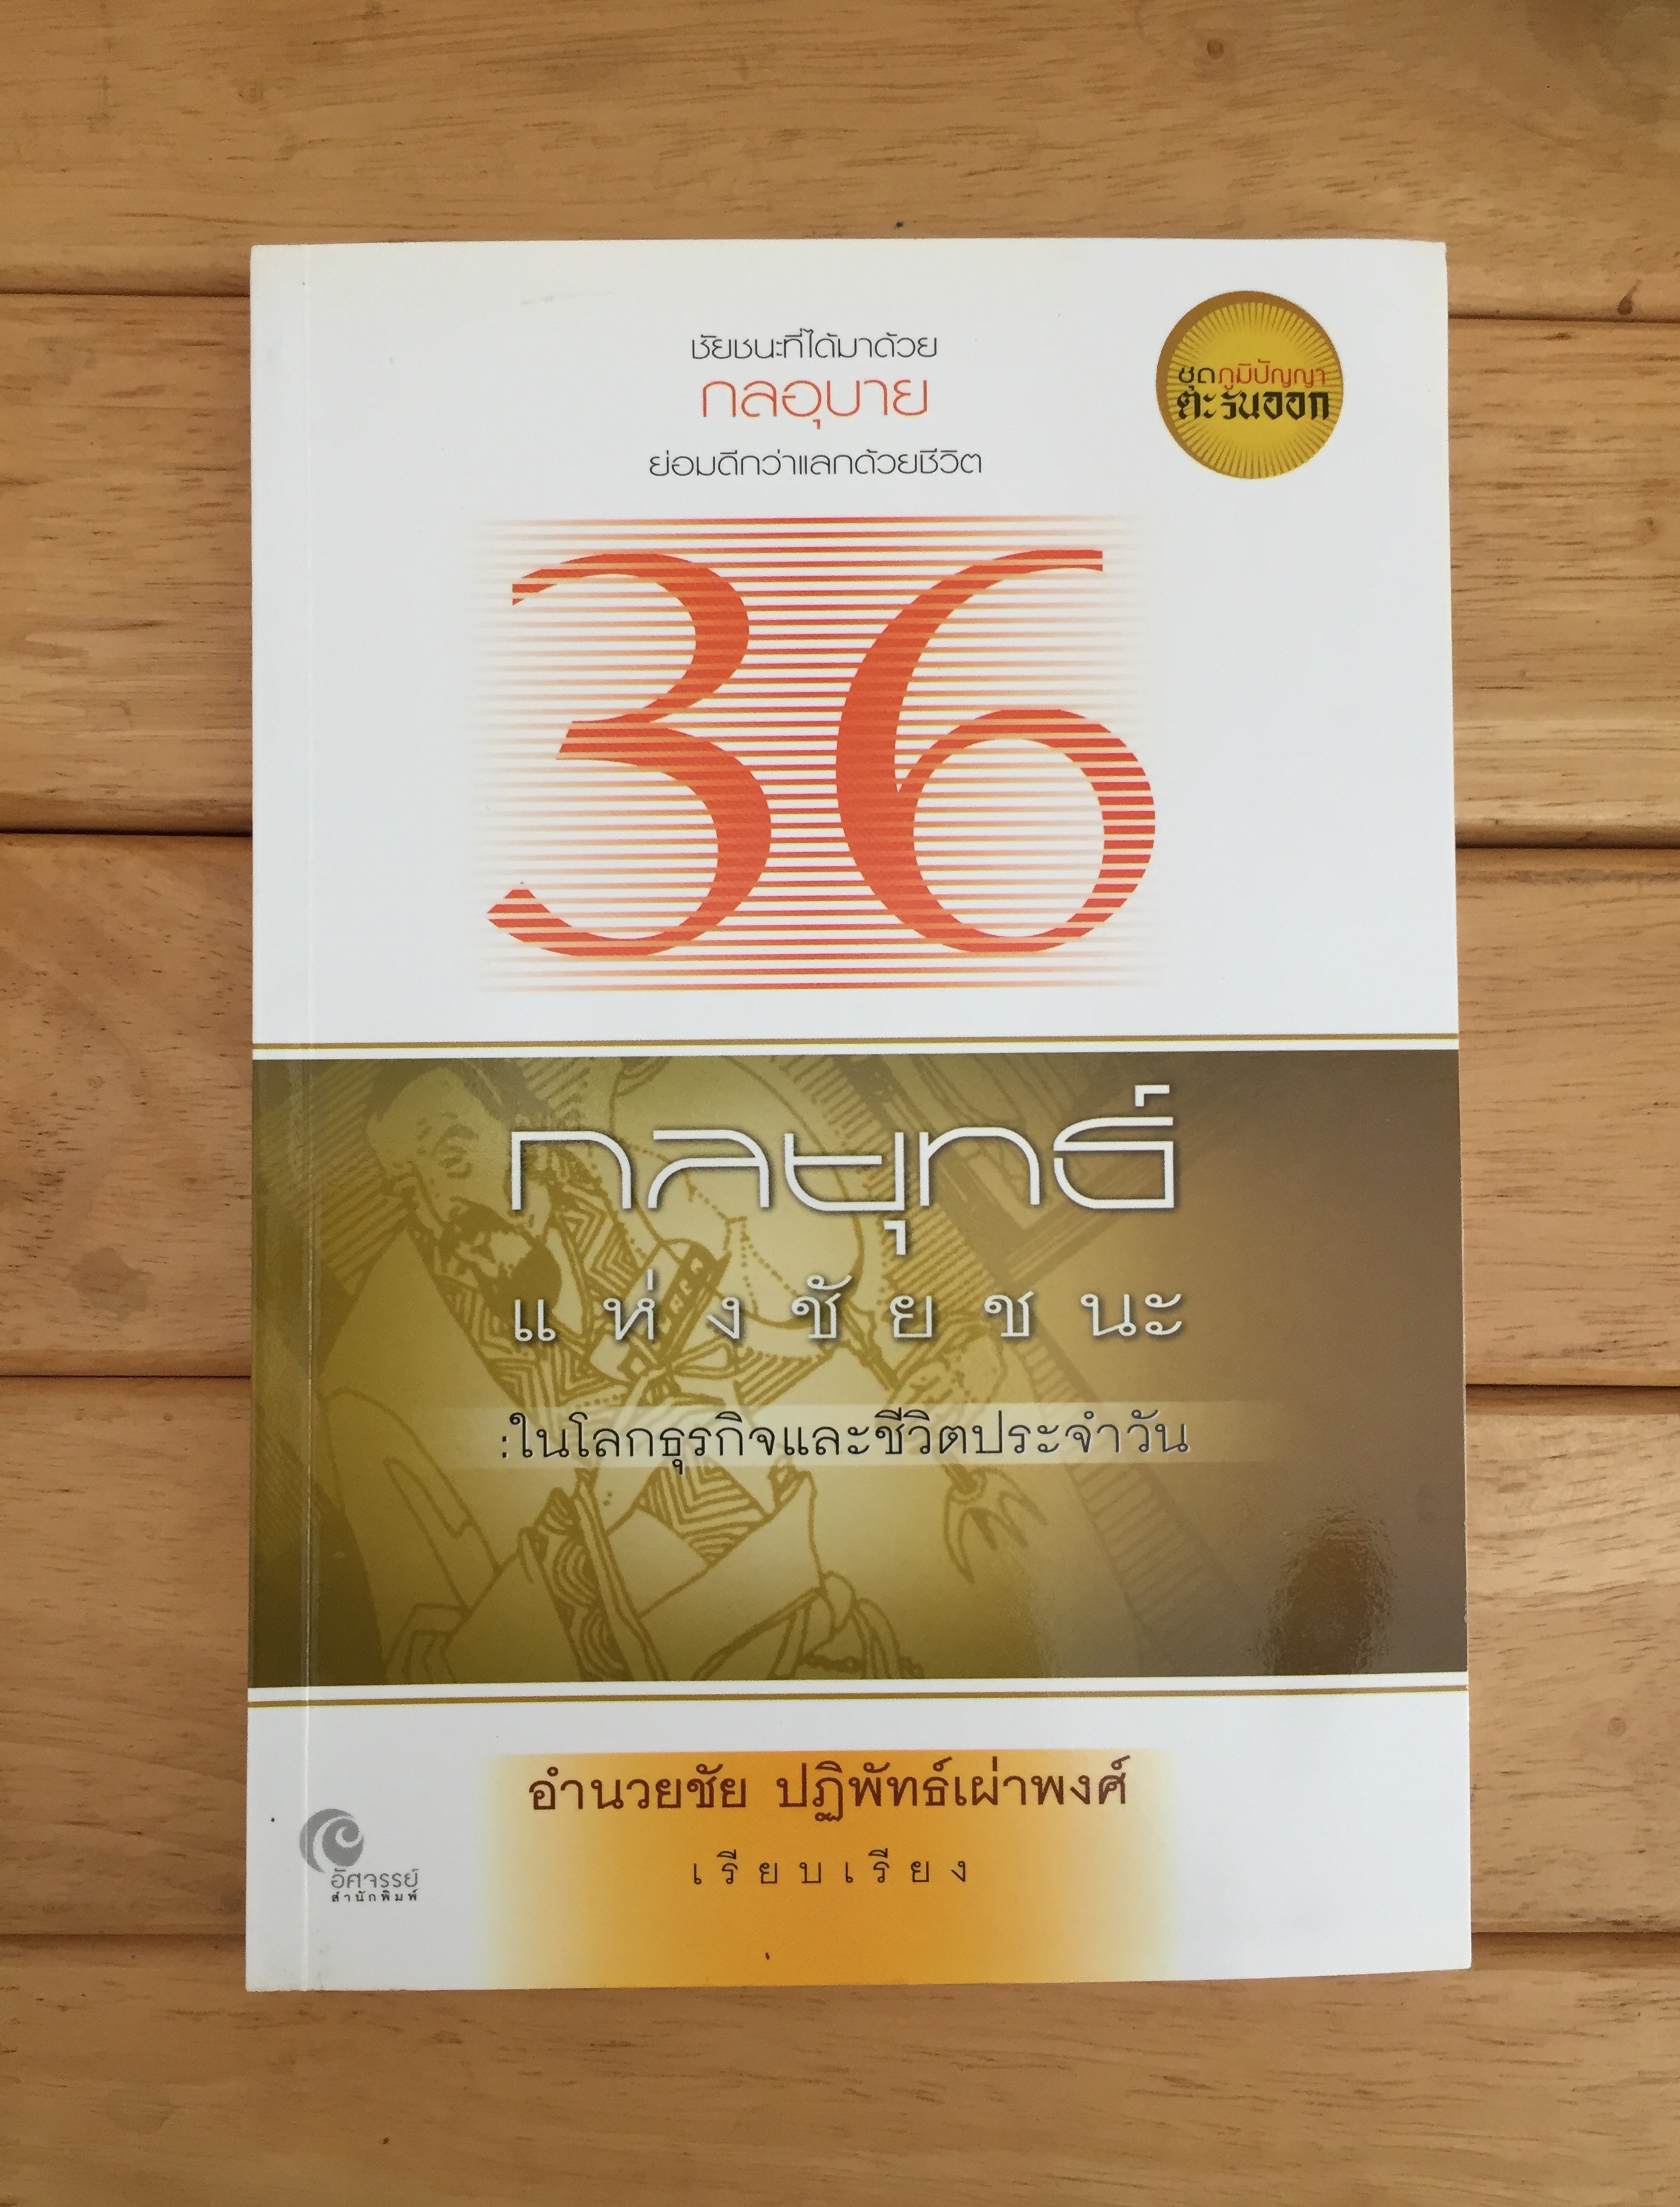 ชัยชนะที่ได้มาด้วย
กลอุบาย
ย่อมดีกว่าแลกด้วยชีวิต
ชุดภูมิปัญญา
ตะวันออก
36
กลยุทธ์
แห่งชัยชนะ
:ในโลกธุรกิจและชีวิตประจำวัน
อำนวยชัย ปฏิพัทธ์เผ่าพงศ์
เรียบเรียง
อัศจรรย์
สำนักพิมพ์